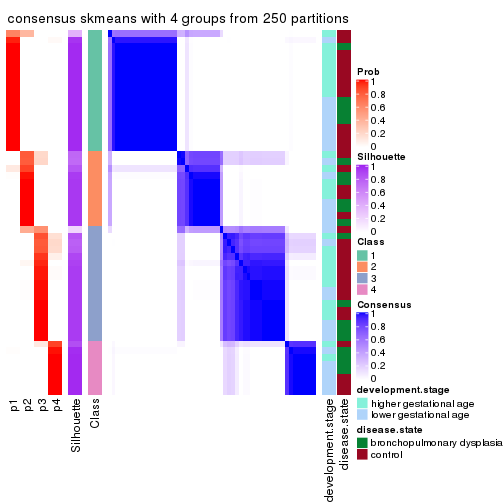 consensus skmeans with 4 groups from 250 partitions
Prob
1
0.8
0.6
0.4
0.2
0
Silhouette
1
0.8
0.6
0.4
0.2
0
Class
1
2
3
4
Consensus
1
0.8
0.6
0.4
0.2
0
development.stage
higher gestational age
lower gestational age
disease.state
bronchopulmonary dysplasia
control
p1
p2
p3
p4
Silhouette
Class
development.stage
disease.state